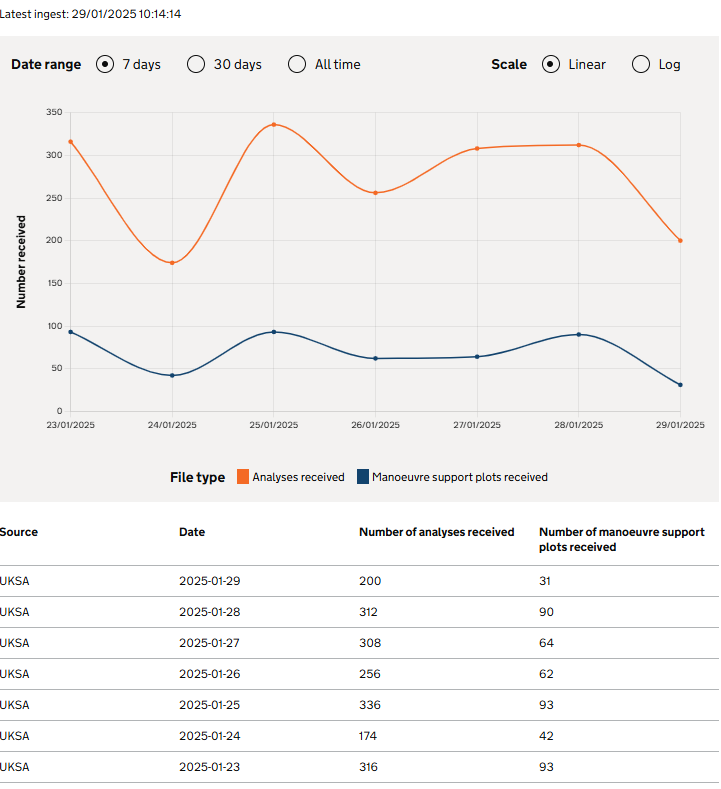 Latest ingest: 29/01/2025 10:14:14
Date range 7 days 30 days All time Scale Linear Log
350
300
250
200
150
100
50
0
Number received
23/01/2025 24/01/2025 25/01/2025 26/01/2025 27/01/2025 28/01/2025 29/01/2025
File type Analyses received Manoeuvre support plots received
Source Date Number of analyses received Number of manoeuvre support
plots received
UKSA 2025-01-29 200 31
UKSA 2025-01-28 312 90
UKSA 2025-01-27 308 64
UKSA 2025-01-26 256 62
UKSA 2025-01-25 336 93
UKSA 2025-01-24 174 42
UKSA 2025-01-23 316 93